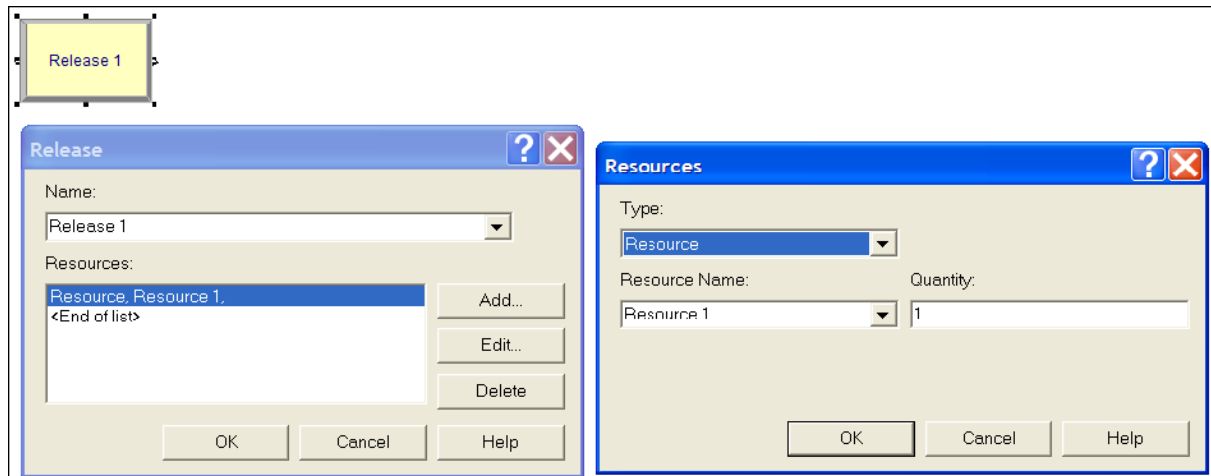 Release 1
Release
Name:
Release 1
Resources:
Resource, Resource 1,
<End of list>
Add...
Edit...
Delete
OK Cancel Help
Resources
Type:
Resource
Resource Name: Quantity:
Resource 1 1
OK Cancel Help